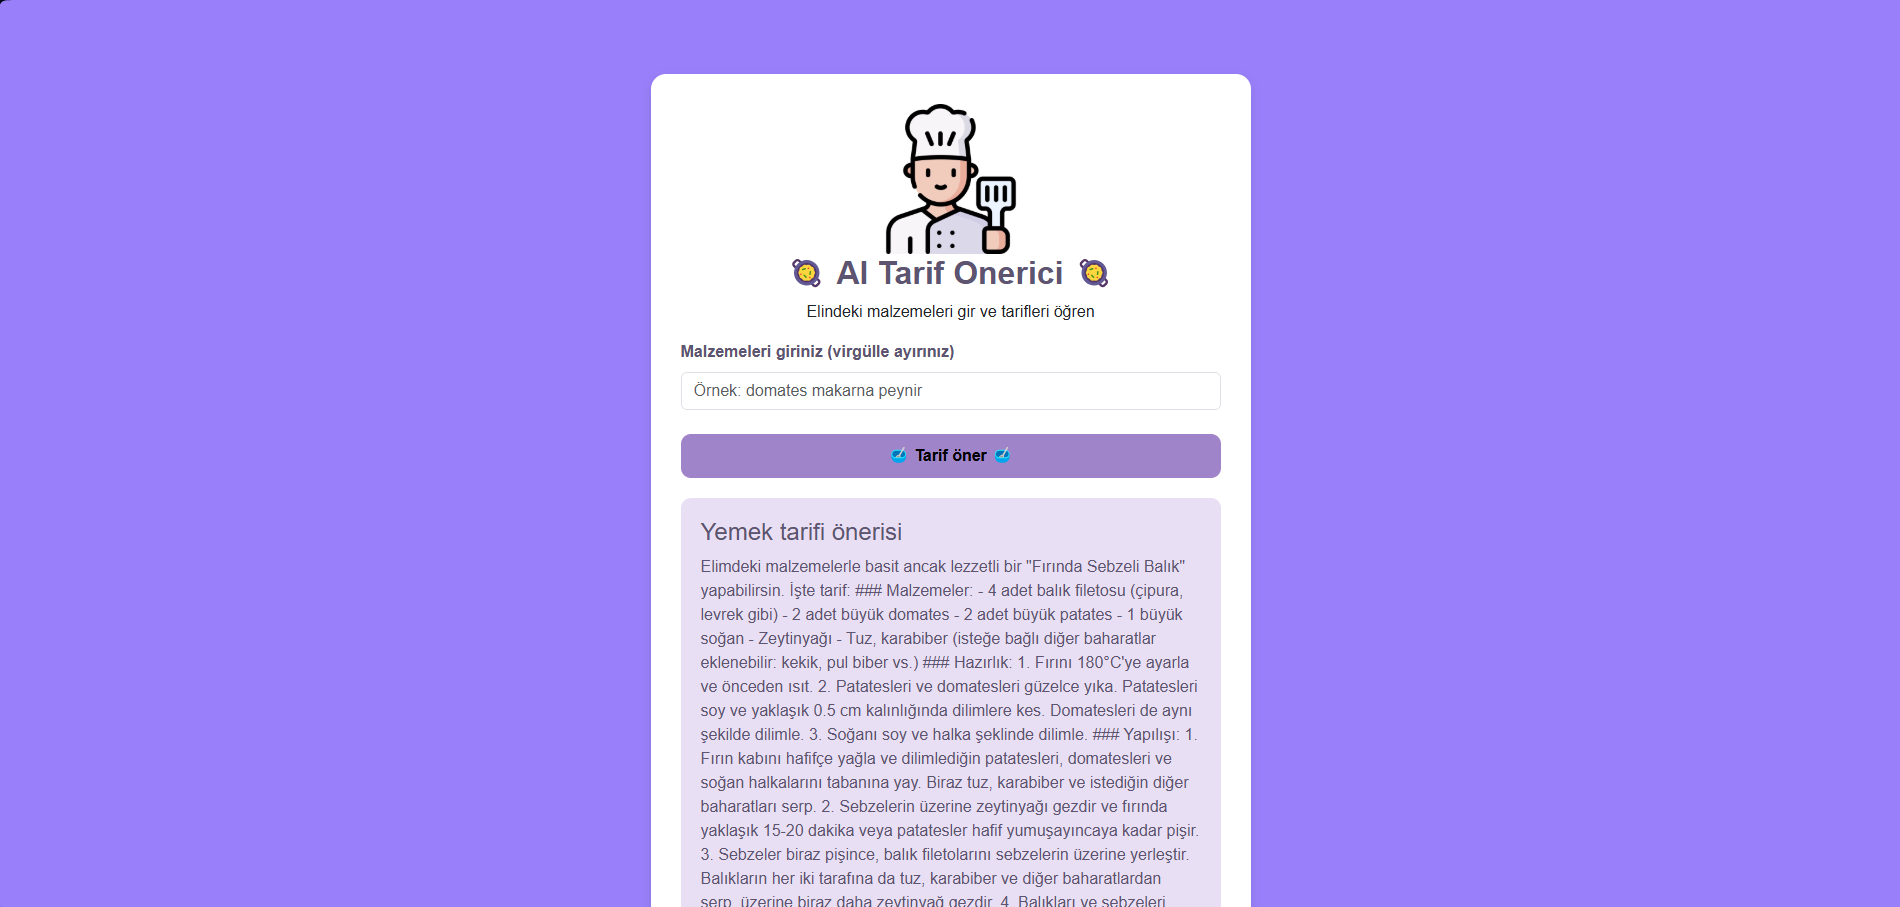 AI Tarif Onerici
Elindeki malzemeleri gir ve tarifleri öğren
Malzemeleri giriniz (virgülle ayırınız)
Örnek: domates makarna peynir
Tarif öner
Yemek tarifi önerisi
Elimdeki malzemelerle basit ancak lezzetli bir "Fırında Sebzeli Balık"
yapabilirsin. İşte tarif: ### Malzemeler: - 4 adet balık filetosu (çipura,
levrek gibi) - 2 adet büyük domates - 2 adet büyük patates - 1 büyük
soğan - Zeytinyağı - Tuz, karabiber (isteğe bağlı diğer baharatlar
eklenebilir: kekik, pul biber vs.) ### Hazırlık: 1. Fırını 180°C'ye ayarla
ve önceden ısıt. 2. Patatesleri ve domatesleri güzelce yıka. Patatesleri
soy ve yaklaşık 0.5 cm kalınlığında dilimlere kes. Domatesleri de aynı
şekilde dilimle. 3. Soğanı soy ve halka şeklinde dilimle. ### Yapılışı: 1.
Fırın kabını hafifçe yağla ve dilimlediğin patatesleri, domatesleri ve
soğan halkalarını tabanına yay. Biraz tuz, karabiber ve istediğin diğer
baharatları serp. 2. Sebzelerin üzerine zeytinyağı gezdir ve fırında
yaklaşık 15-20 dakika veya patatesler hafif yumuşayıncaya kadar pişir.
3. Sebzeler biraz pişince, balık filetolarını sebzelerin üzerine yerleştir.
Balıkların her iki tarafına da tuz, karabiber ve diğer baharatlardan
serp, üzerine biraz daha zeytinyağ gezdir. 4. Balıkları ve sebzeleri